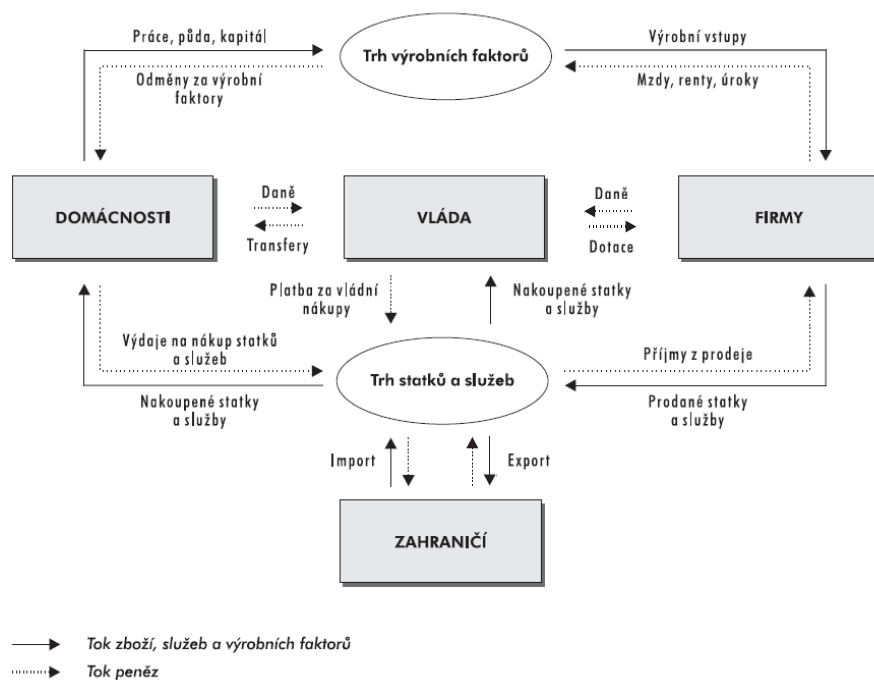 Práce, půda, kapitál
Trh výrobních faktorů
Výrobní vstupy
Odměny za výrobní
faktory
Mzdy, renty, úroky
DOMÁCNOSTI
Daně
Transfery
VLÁDA
Daně
Dotace
FIRMY
Platba za vládní
nákupy
Nakoupené statky
a služby
Výdaje na nákup statků
a služeb
Trh statků a služeb
Příjmy z prodeje
Nakoupené statky
a služby
Prodané statky
a služby
Import
Export
ZAHRANIČÍ
Tok zboží, služeb a výrobních faktorů
Tok peněz